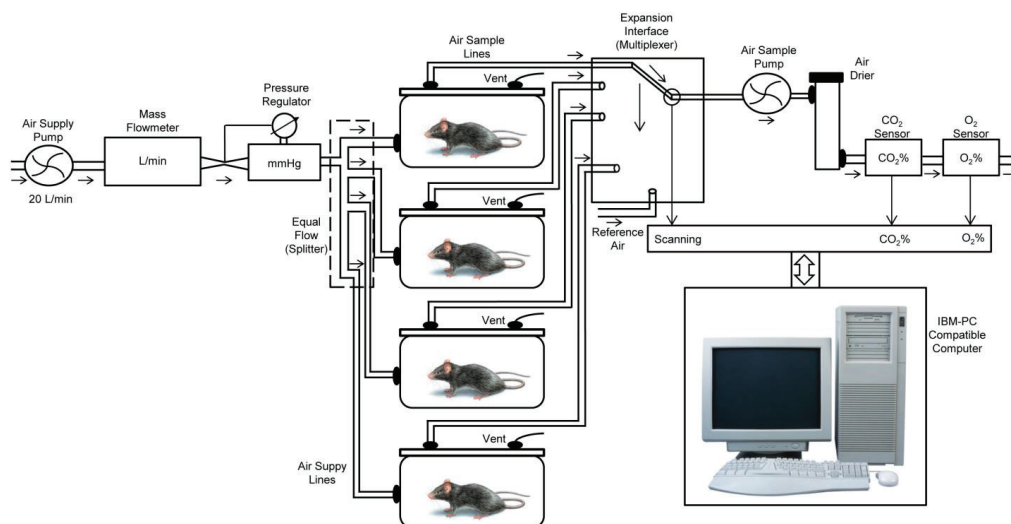 Air Supply
Pump
20 L/min
Mass
Flowmeter
L/min
Pressure
Regulator
mmHg
Equal
Flow
(Splitter)
Air Suppy
Lines
Air Sample
Lines
Vent
Vent
Vent
Vent
Expansion
Interface
(Multiplexer)
Reference
Air
Air Sample
Pump
Air
Drier
CO₂
Sensor
CO₂%
O₂
Sensor
O₂%
Scanning CO₂% O₂%
IBM-PC
Compatible
Computer